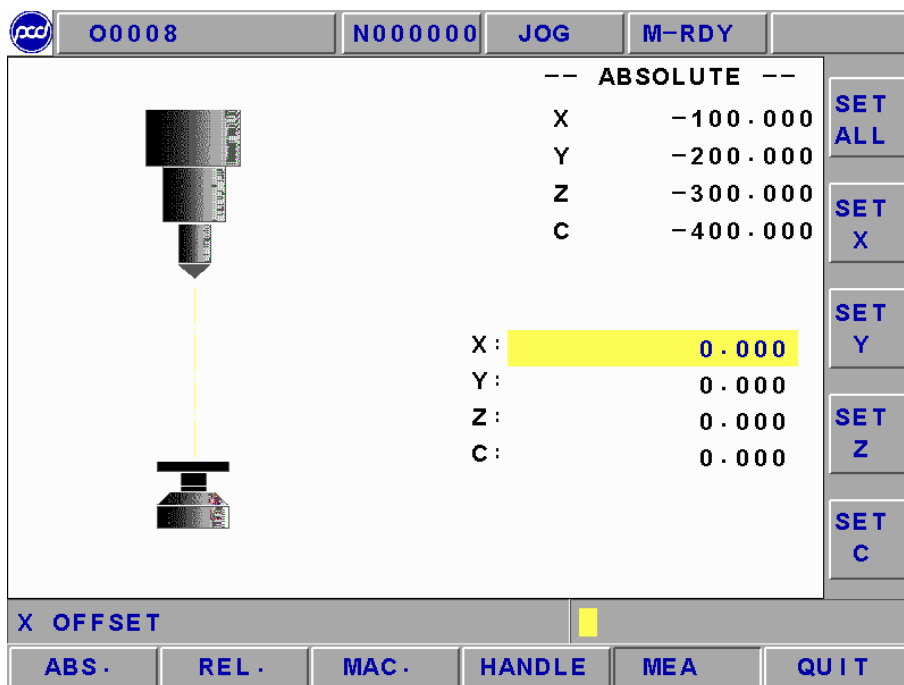 pcd O0008 N000000 JOG M-RDY
-- ABSOLUTE --
X -100.000
Y -200.000
Z -300.000
C -400.000
X: 0.000
Y: 0.000
Z: 0.000
C: 0.000
SET
ALL
SET
X
SET
Y
SET
Z
SET
C
X OFFSET
ABS. REL. MAC. HANDLE MEA QUIT